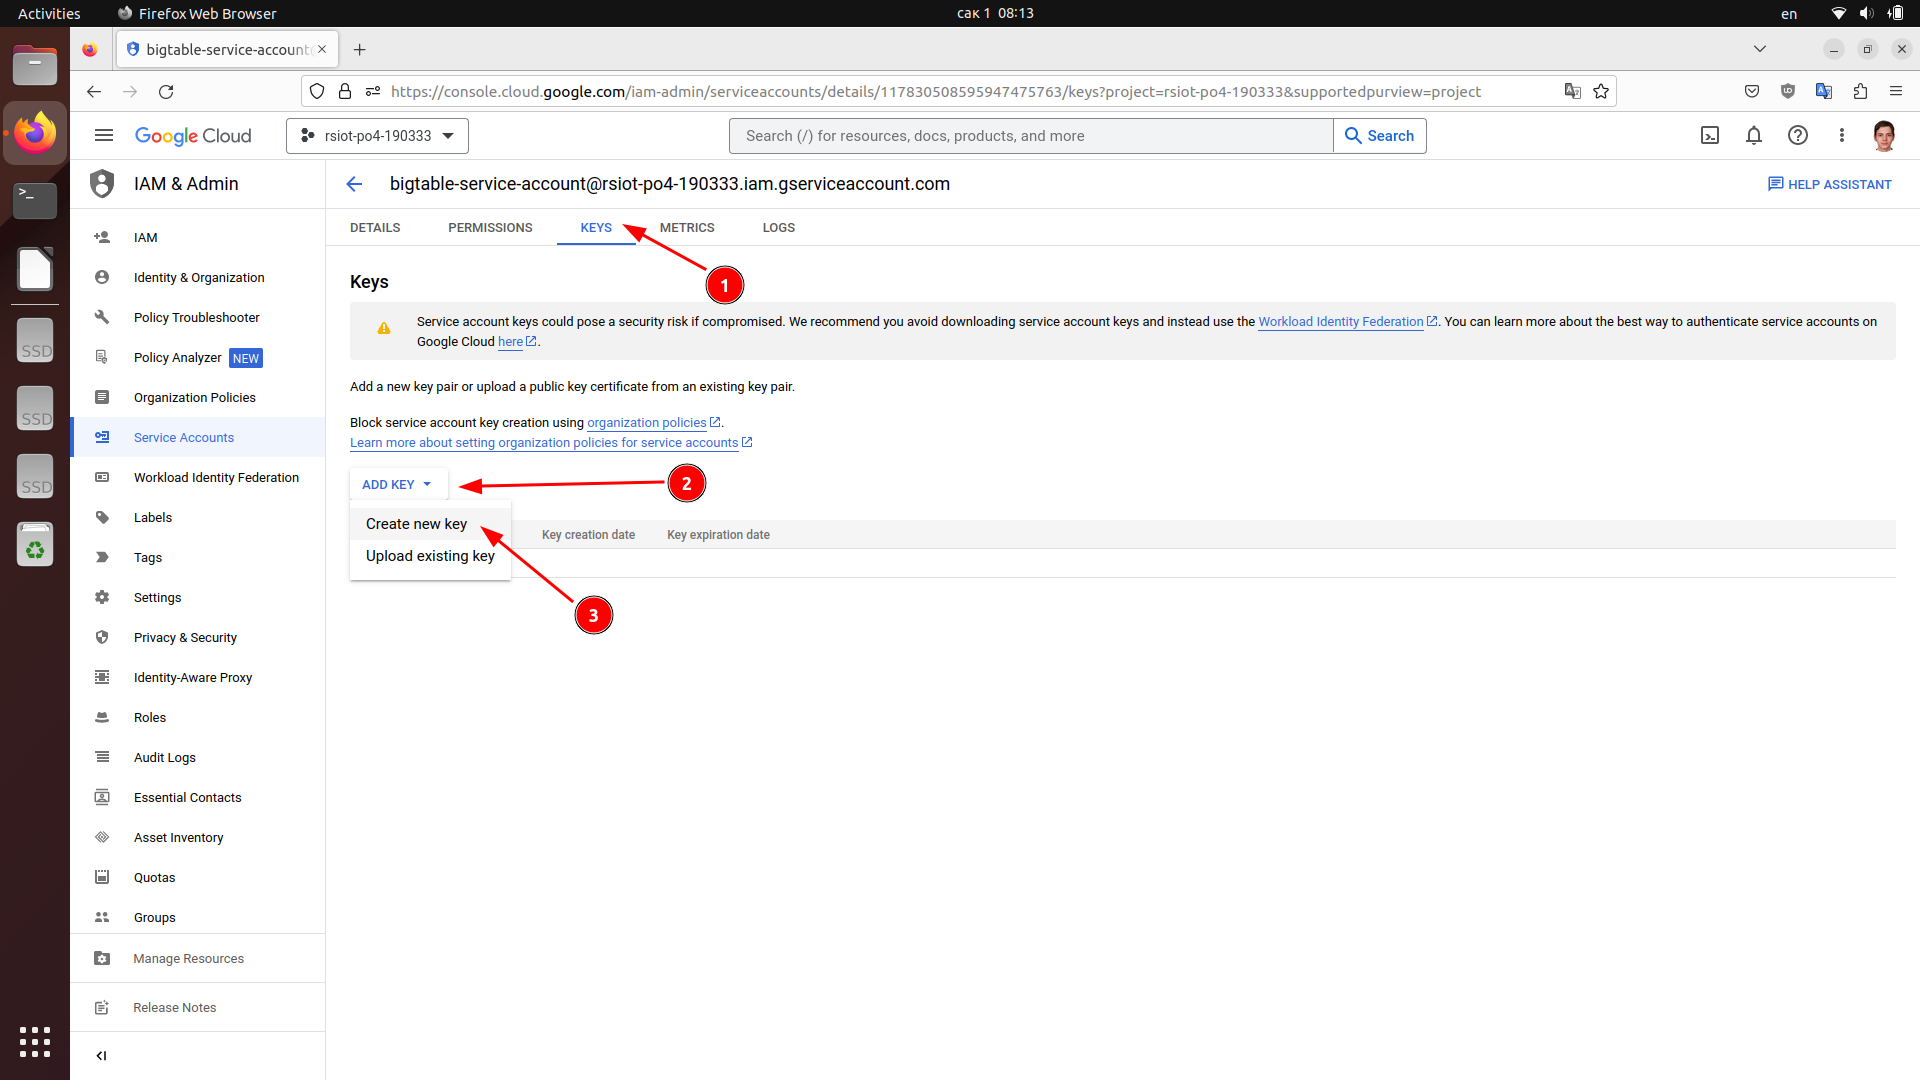 Activities
Firefox Web Browser
сак 1 08:13
en
bigtable-service-account
https://console.cloud.google.com/iam-admin/serviceaccounts/details/117830508595947475763/keys?project=rsiot-po4-190333&supportedpurview=project
Google Cloud
rsiot-po4-190333
Search (/) for resources, docs, products, and more
Search
IAM & Admin
bigtable-service-account@rsiot-po4-190333.iam.gserviceaccount.com
HELP ASSISTANT
DETAILS
PERMISSIONS
KEYS
METRICS
LOGS
IAM
Identity & Organization
Policy Troubleshooter
Policy Analyzer NEW
Organization Policies
Service Accounts
Workload Identity Federation
Labels
Tags
Settings
Privacy & Security
Identity-Aware Proxy
Roles
Audit Logs
Essential Contacts
Asset Inventory
Quotas
Groups
Manage Resources
Release Notes
Keys
1
Service account keys could pose a security risk if compromised. We recommend you avoid downloading service account keys and instead use the Workload Identity Federation. You can learn more about the best way to authenticate service accounts on
Google Cloud here.
Add a new key pair or upload a public key certificate from an existing key pair.
Block service account key creation using organization policies.
Learn more about setting organization policies for service accounts
ADD KEY
2
Create new key
Upload existing key
Key creation date
Key expiration date
3
SSD
SSD
SSD